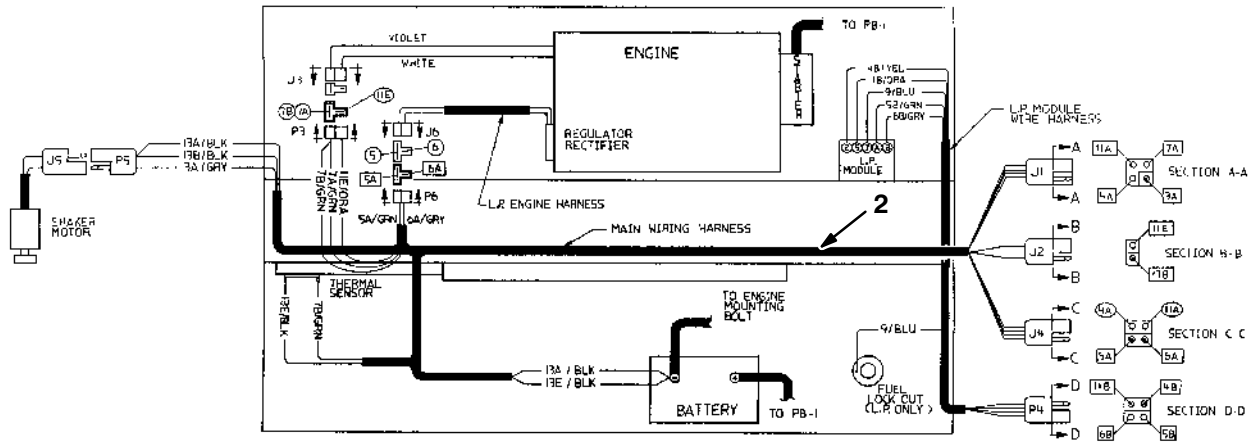 VIOLET
WHITE
ENGINE
TO PB-1
4B/YEL
1B/ORA
9/BLU
5B/GRN
6B/GRY
L.P. MODULE
WIRE HARNESS
J3
7B 7A
11E
P3
J6
5
6
5A
6A
P6
REGULATOR
RECTIFIER
L.P.
MODULE
13A/BLK
13B/BLK
3A/GRY
J5
P5
SHAKER
MOTOR
11E/ORA
7A/GRN
7B/GRN
5A/GRN
6A/GRY
L.P. ENGINE HARNESS
MAIN WIRING HARNESS
2
J1
A
A
11A
7A
4A
3A
SECTION A-A
J2
B
B
11E
7B
SECTION B-B
THERMAL
SENSOR
13E/BLK
7B/GRN
TO ENGINE
MOUNTING
BOLT
9/BLU
J4
C
C
4A
11A
5A
6A
SECTION C-C
13A/BLK
13E/BLK
BATTERY
TO PB-1
FUEL
LOCK OUT
(L.P. ONLY)
P4
D
D
4B
6B
5B
SECTION D-D